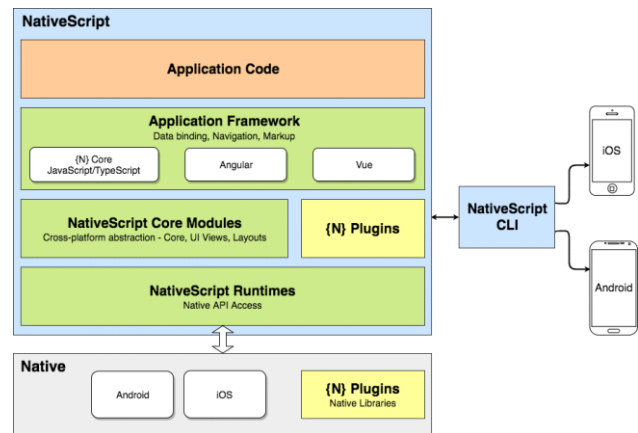 NativeScript
Application Code
Application Framework
Data binding, Navigation, Markup
{N} Core
JavaScript/TypeScript
Angular
Vue
NativeScript Core Modules
Cross-platform abstraction - Core, UI Views, Layouts
{N} Plugins
NativeScript Runtimes
Native API Access
NativeScript
CLI
iOS
Android
Native
Android
iOS
{N} Plugins
Native Libraries